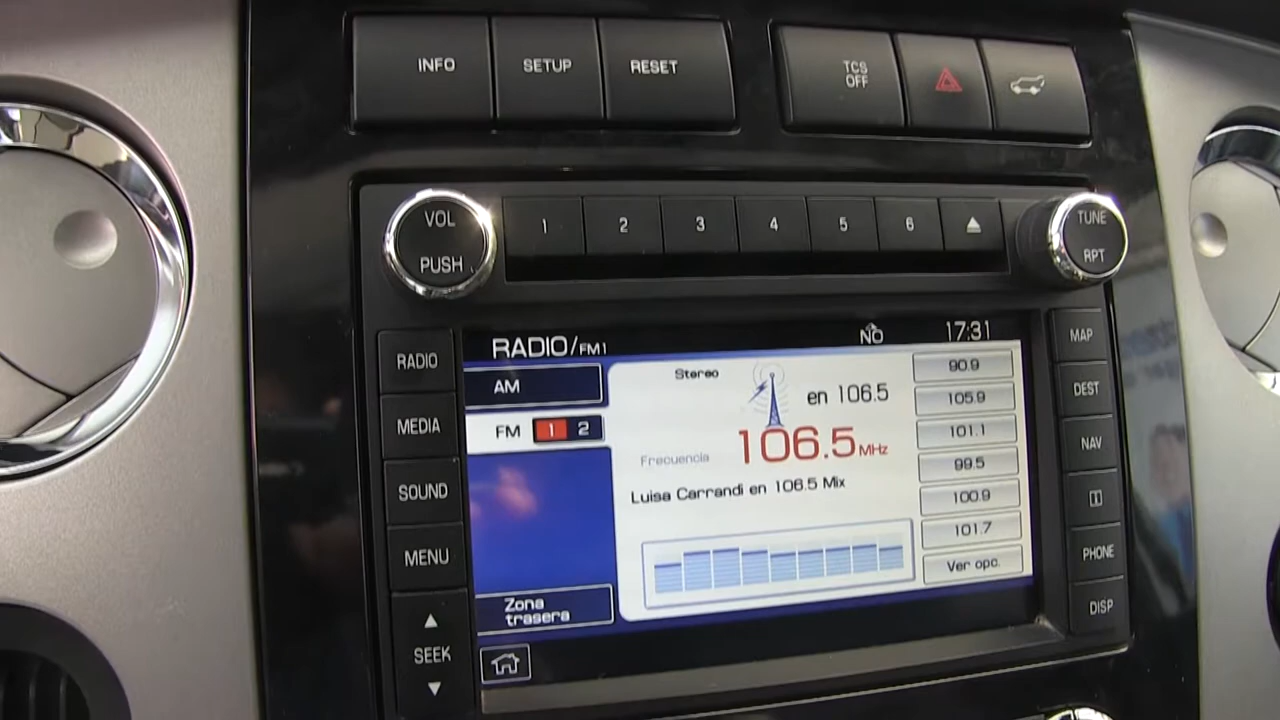 INFO SETUP RESET
TCS
OFF
VOL
PUSH
1 2 3 4 5 6
TUNE
RPT
RADIO
MEDIA
SOUND
MENU
SEEK
RADIO/FM1
NO
17:31
AM
FM 1 2
Zona
trasera
Stereo
en 106.5
Frecuencia 106.5 MHz
Luisa Carrandi en 106.5 Mix
90.9
105.9
101.1
99.5
100.9
101.7
Ver opc.
MAP
DEST
NAV
i
PHONE
DISP